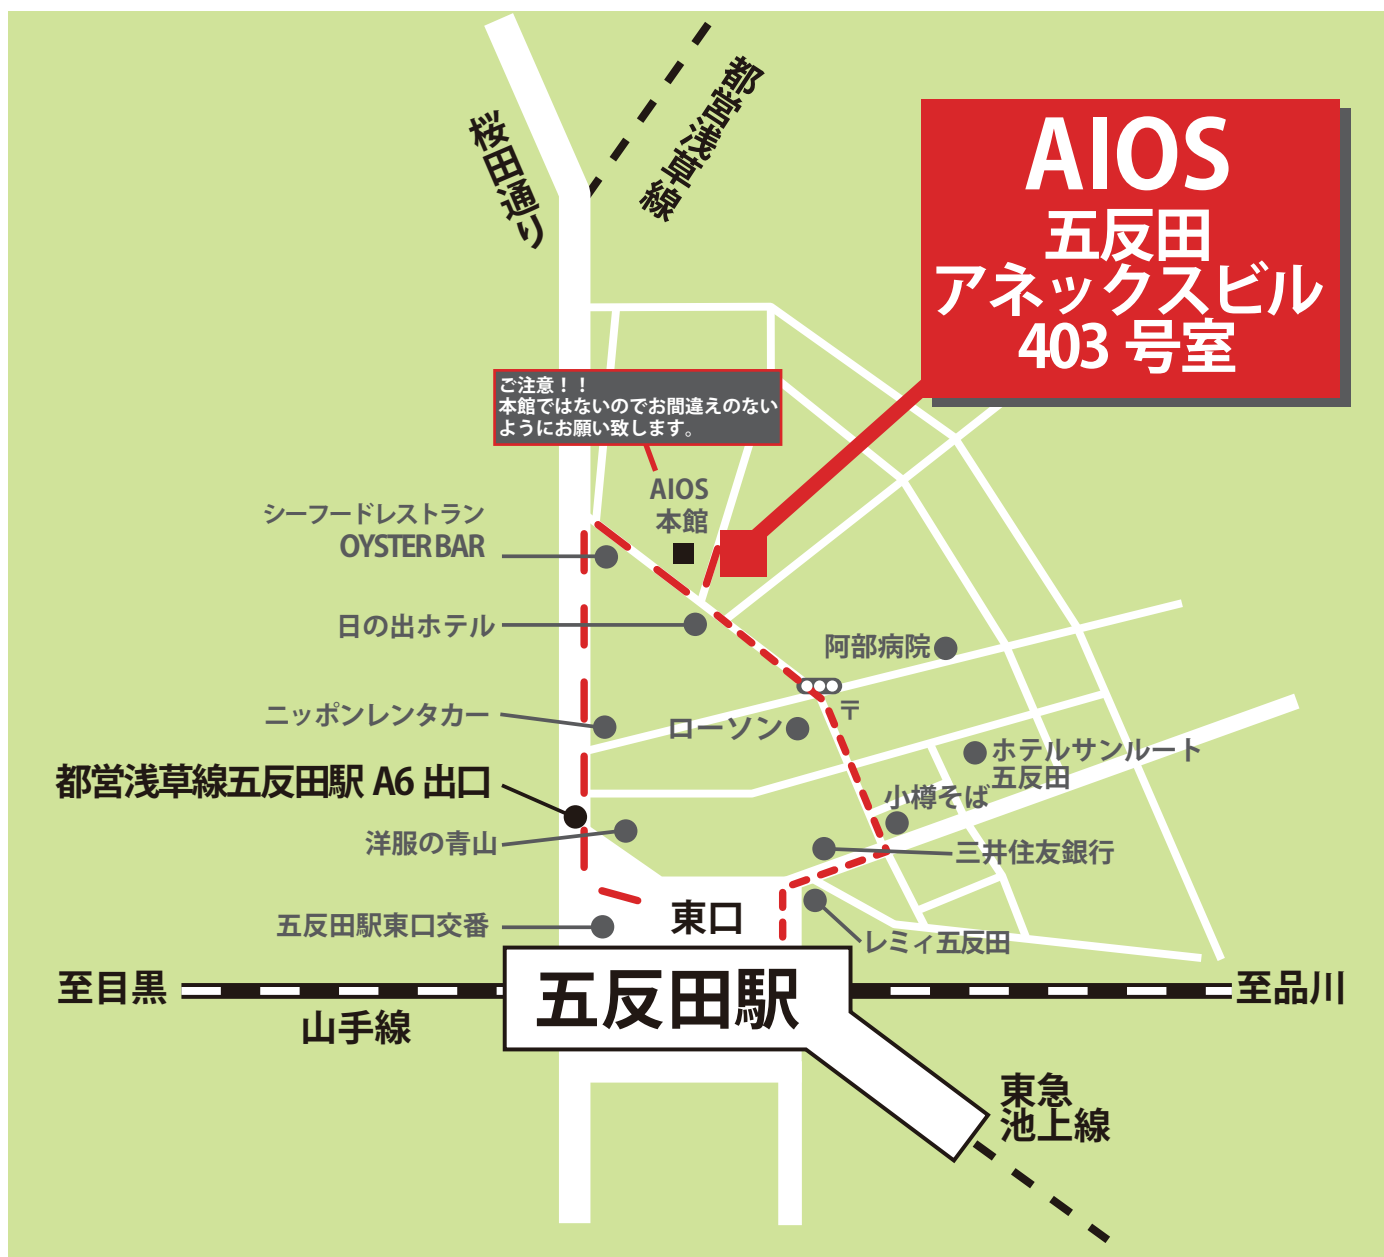 桜田通り
都営浅草線
AIOS
五反田
アネックスビル
403 号室
ご注意！！
本館ではないのでお間違えのない
ようにお願い致します。
AIOS
本館
シーフードレストラン
OYSTER BAR
日の出ホテル
阿部病院
ニッポンレンタカー
ローソン
〒
ホテルサンルート
五反田
都営浅草線五反田駅 A6 出口
小樽そば
洋服の青山
三井住友銀行
五反田駅東口交番
東口
レミィ五反田
至目黒
五反田駅
至品川
山手線
東急
池上線